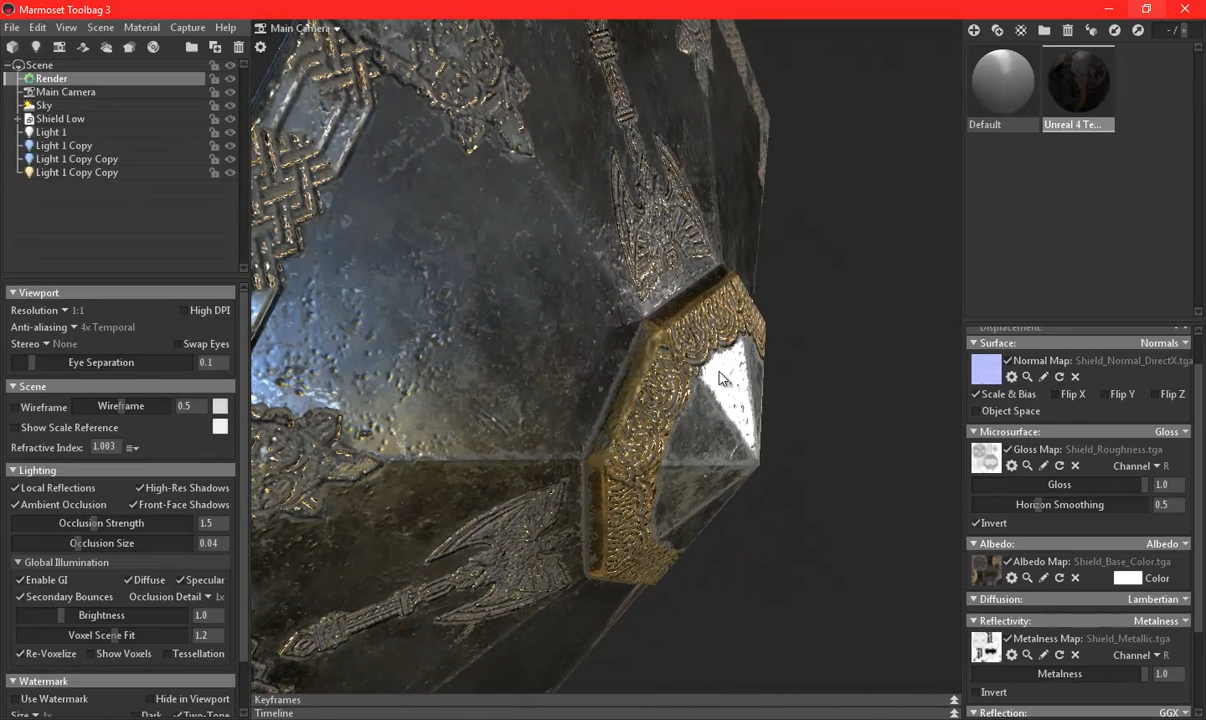 Marmoset Toolbag 3
File Edit View Scene Material Capture Help
Main Camera
- /
Scene
Render
Main Camera
Sky
Shield Low
Light 1
Light 1 Copy
Light 1 Copy Copy
Light 1 Copy Copy
Default
Unreal 4 Te...
Viewport
Resolution 1:1 High DPI
Anti-aliasing 4x Temporal
Stereo None Swap Eyes
Eye Separation 0.1
Scene
Wireframe Wireframe 0.5
Show Scale Reference
Refractive Index: 1.003
Lighting
Local Reflections High-Res Shadows
Ambient Occlusion Front-Face Shadows
Occlusion Strength 1.5
Occlusion Size 0.04
Global Illumination
Enable GI Diffuse Specular
Secondary Bounces Occlusion Detail 1x
Brightness 1.0
Voxel Scene Fit 1.2
Re-Voxelize Show Voxels Tessellation
Watermark
Use Watermark Hide in Viewport
Size 1x Dark Two-Tone
Keyframes
Timeline
Displacement:
Surface: Normals
Normal Map: Shield_Normal_DirectX.tga
Scale & Bias Flip X Flip Y Flip Z
Object Space
Microsurface: Gloss
Gloss Map: Shield_Roughness.tga
Channel R
Gloss 1.0
Horizon Smoothing 0.5
Invert
Albedo: Albedo
Albedo Map: Shield_Base_Color.tga
Color
Diffusion: Lambertian
Reflectivity: Metalness
Metalness Map: Shield_Metallic.tga
Channel R
Metalness 1.0
Invert
Reflection: GGX